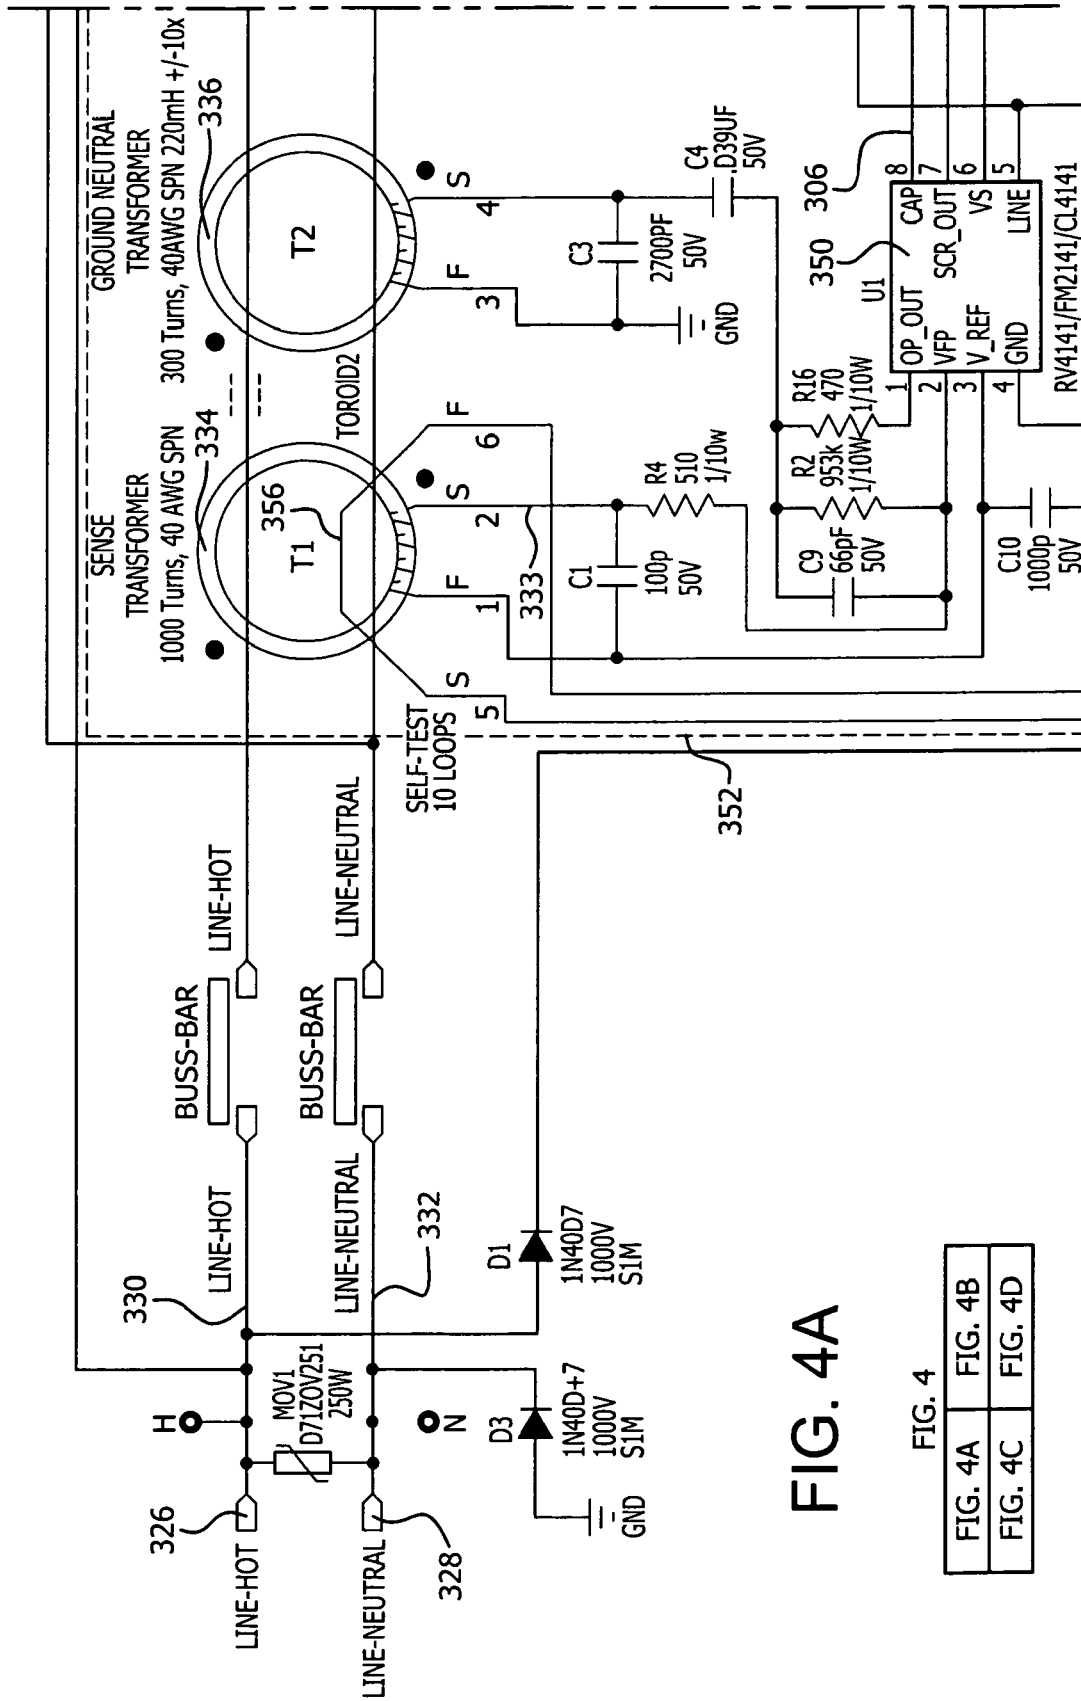 LINE-HOT
326
LINE-NEUTRAL
328
H
MOV1
D71ZOV251
250W
N
330
LINE-HOT
LINE-NEUTRAL
332
D3
1N40D+7
1000V
S1M
GND
D1
1N40D7
1000V
S1M
BUSS-BAR
BUSS-BAR
LINE-HOT
LINE-NEUTRAL
SENSE
TRANSFORMER
1000 Turns, 40 AWG SPN
334
GROUND NEUTRAL
TRANSFORMER
300 Turns, 40AWG SPN 220mH +/-10x
336
T1
356
TOROID2
T2
SELF-TEST
10 LOOPS
5 S
1 F
2 S
6 F
3 F
4 S
333
352
C1
100p
50V
R4
510
1/10w
C3
2700PF
50V
GND
C4
.D39UF
50V
C9
66pF
50V
R2
953k
1/10W
R16
470
1/10W
C10
1000p
50V
350
306
U1
1 OP_OUT
2 VFP
3 V_REF
4 GND
CAP 8
SCR_OUT 7
VS 6
LINE 5
RV4141/FM2141/CL4141
FIG. 4A
FIG. 4
FIG. 4A FIG. 4B
FIG. 4C FIG. 4D